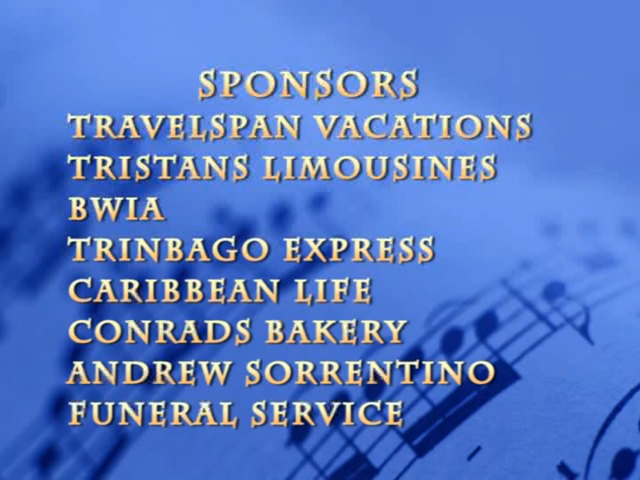 SPONSORS
TRAVELSPAN VACATIONS
TRISTANS LIMOUSINES
BWIA
TRINBAGO EXPRESS
CARIBBEAN LIFE
CONRADS BAKERY
ANDREW SORRENTINO
FUNERAL SERVICE